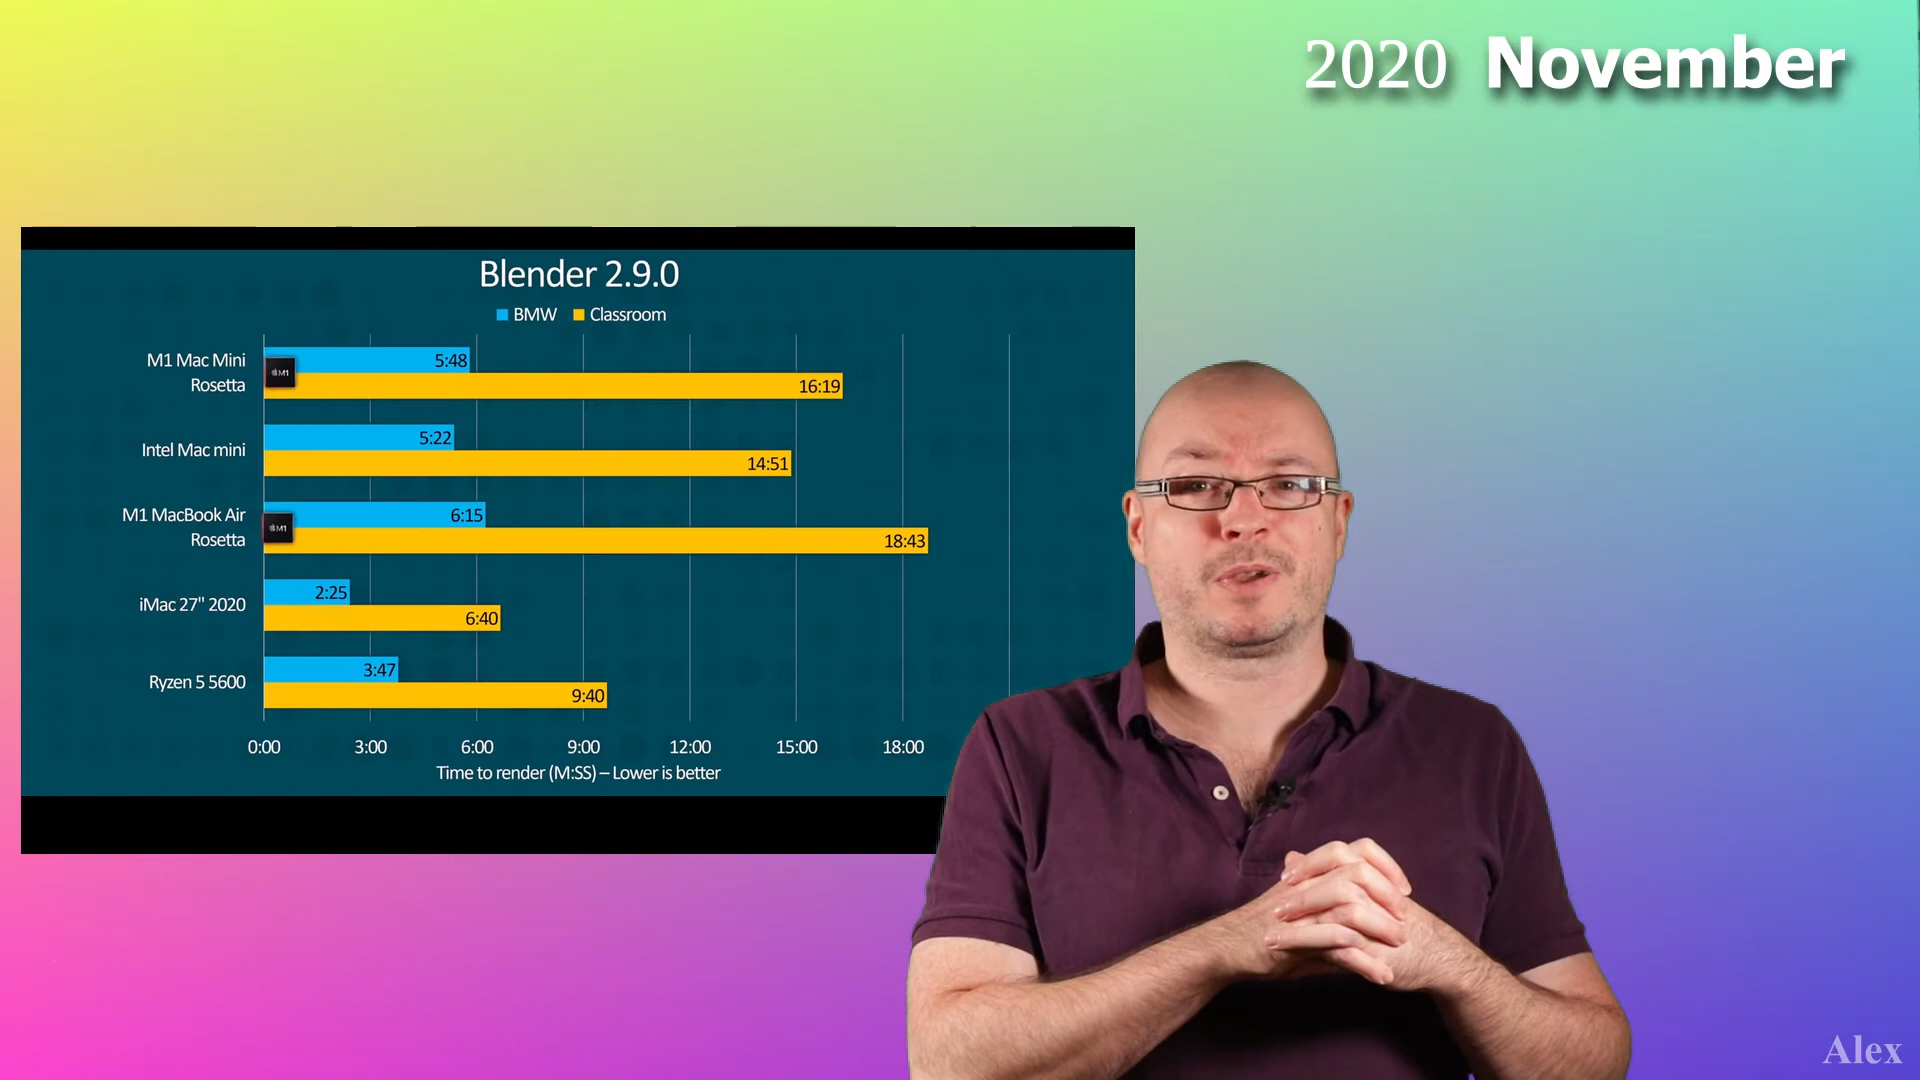 2020 November
Blender 2.9.0
BMW Classroom
M1 Mac Mini
Rosetta
M1
5:48
16:19
Intel Mac mini
5:22
14:51
M1 MacBook Air
Rosetta
M1
6:15
18:43
iMac 27" 2020
2:25
6:40
Ryzen 5 5600
3:47
9:40
0:00 3:00 6:00 9:00 12:00 15:00 18:00
Time to render (M:SS) – Lower is better
Alex